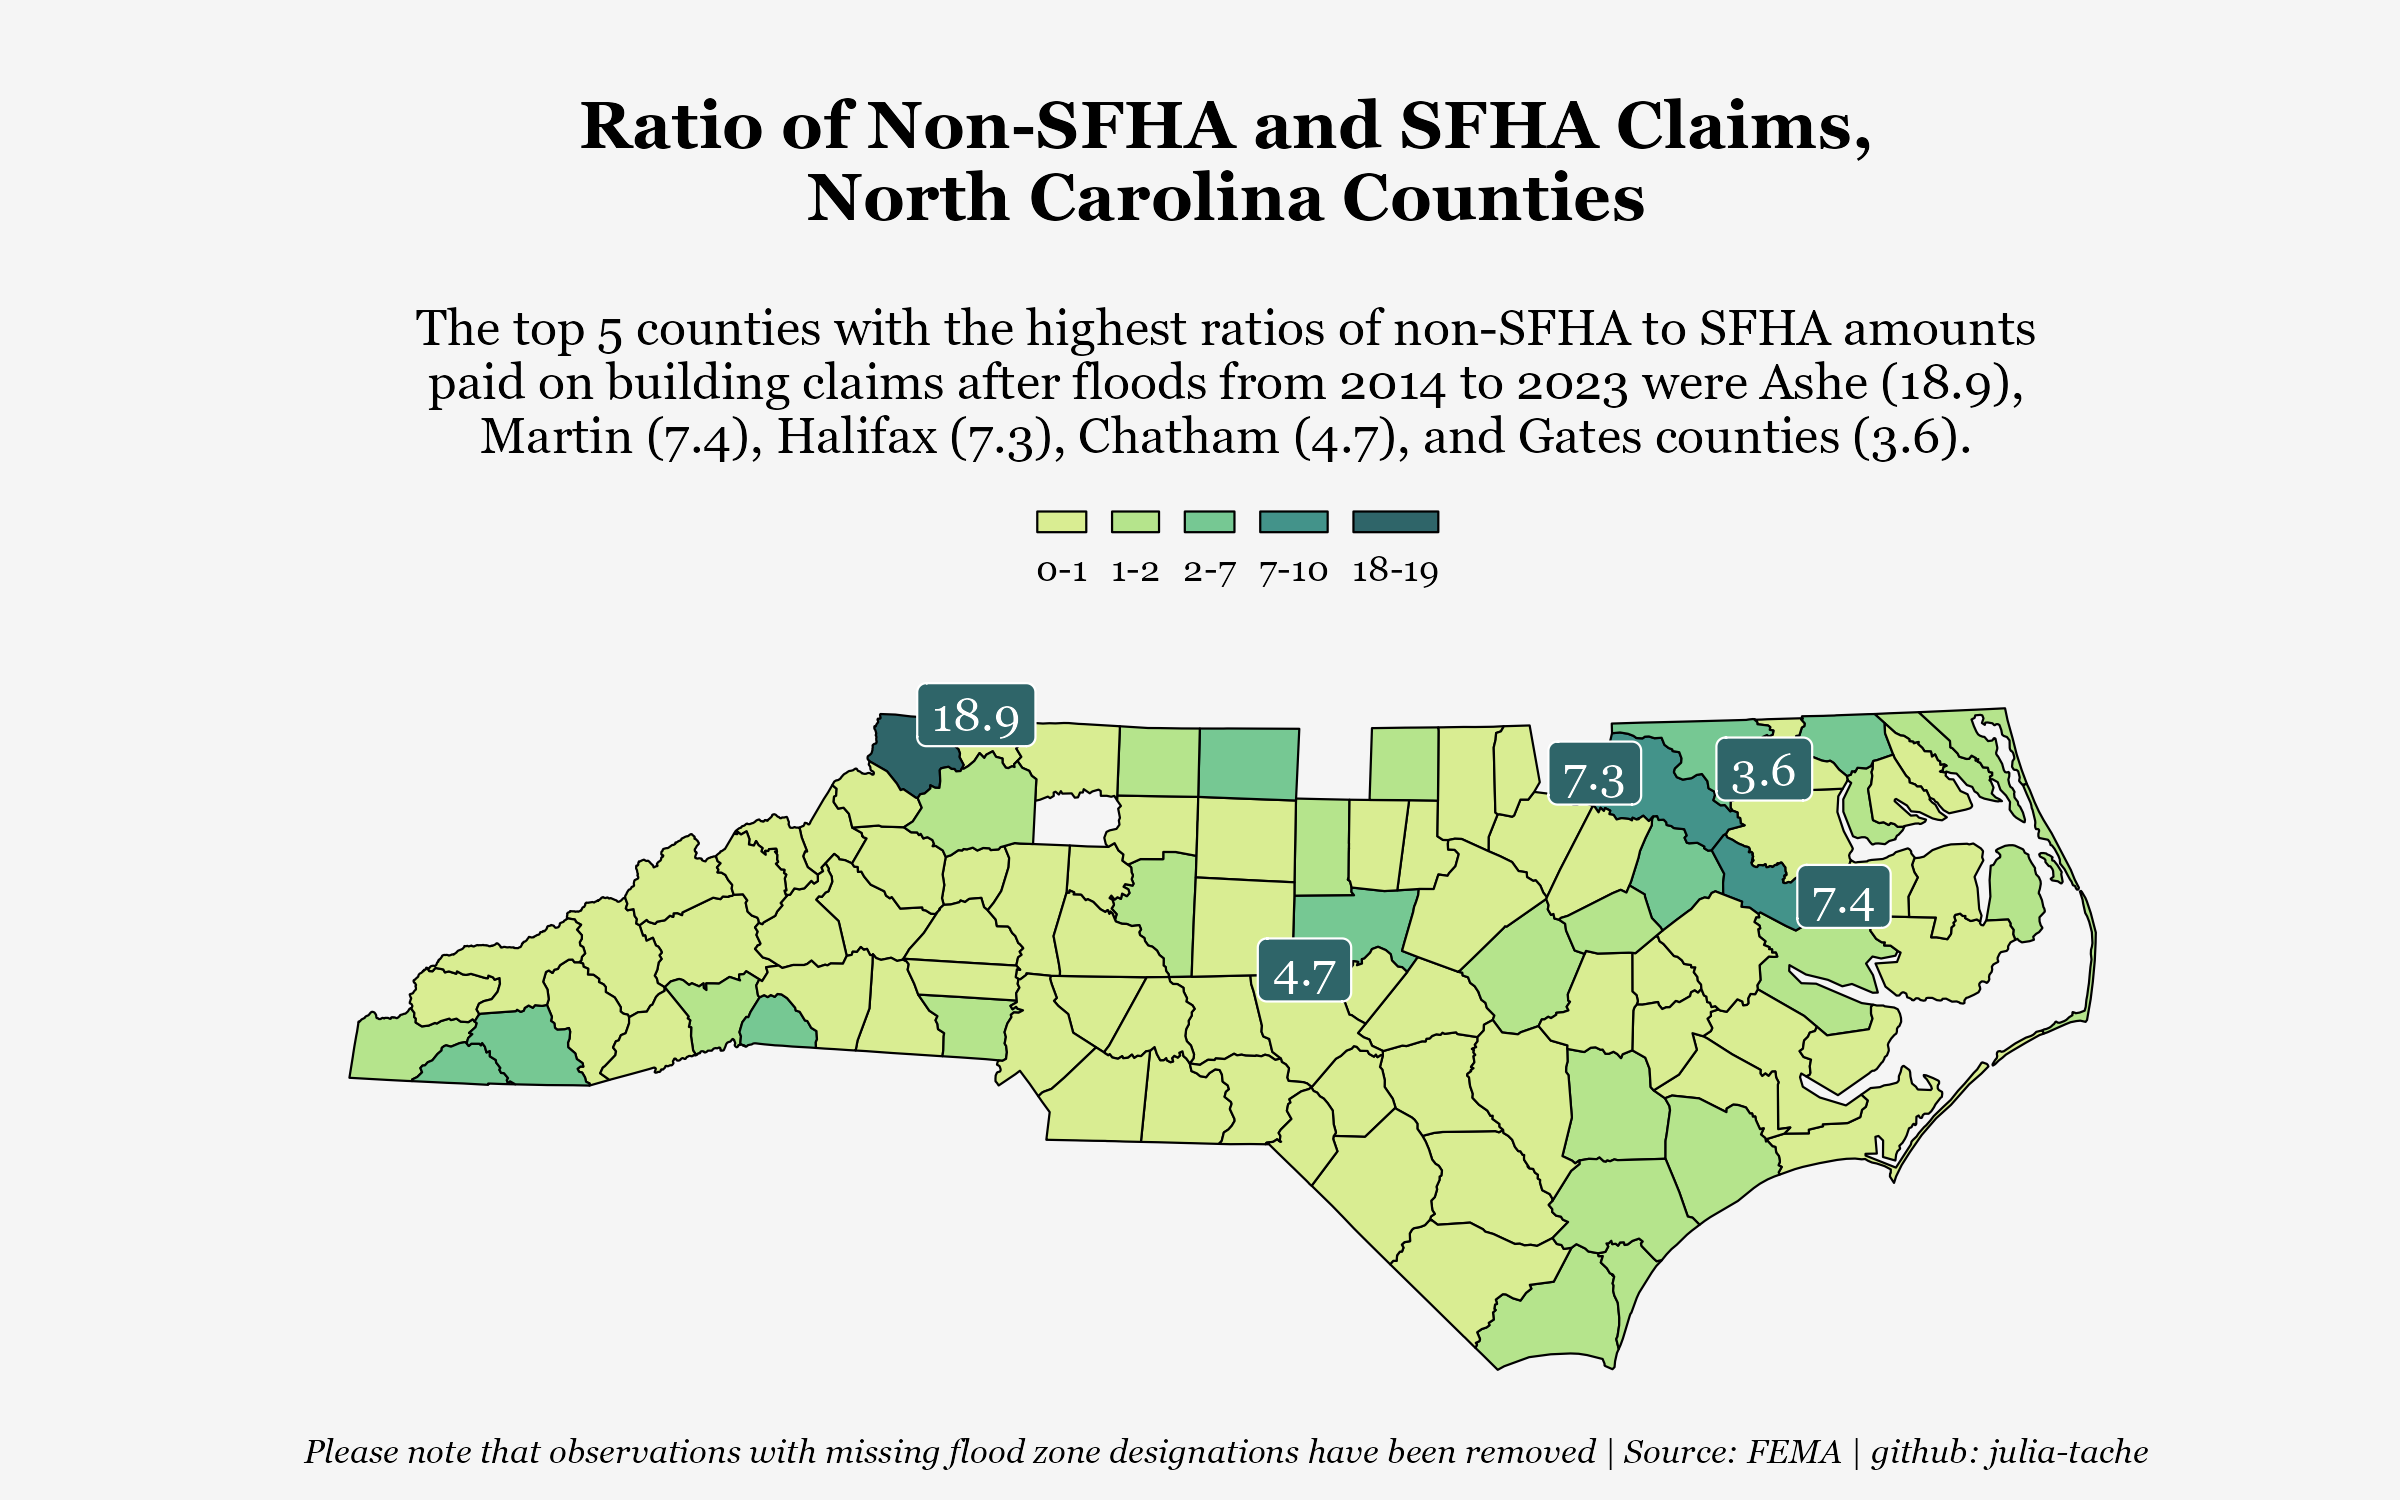 Ratio of Non-SFHA and SFHA Claims,
North Carolina Counties
The top 5 counties with the highest ratios of non-SFHA to SFHA amounts
paid on building claims after floods from 2014 to 2023 were Ashe (18.9),
Martin (7.4), Halifax (7.3), Chatham (4.7), and Gates counties (3.6).
0-1 1-2 2-7 7-10 18-19
18.9
7.3
3.6
7.4
4.7
Please note that observations with missing flood zone designations have been removed | Source: FEMA | github: julia-tache